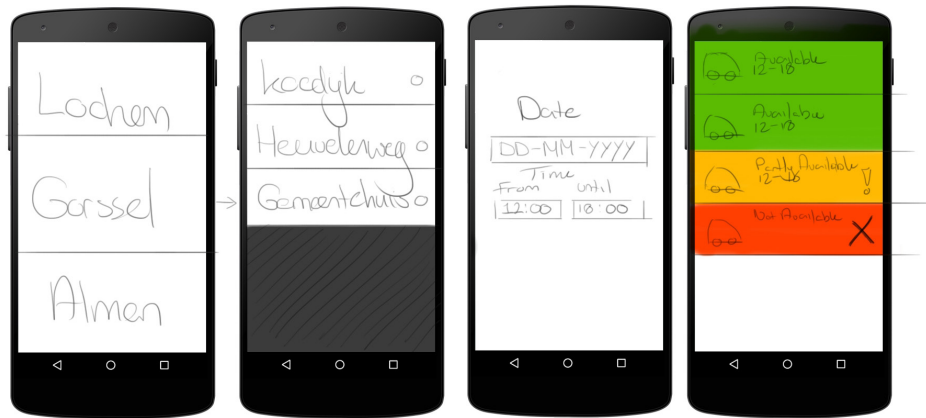 Lochem
Gorssel
Almen
Koedijk
Heuvelenweg
Gemeentehuis
Date
DD-MM-YYYY
Time
From until
12:00 18:00
Available
12-18
Available
12-18
Partly Available
12-18
!
Not Available
X